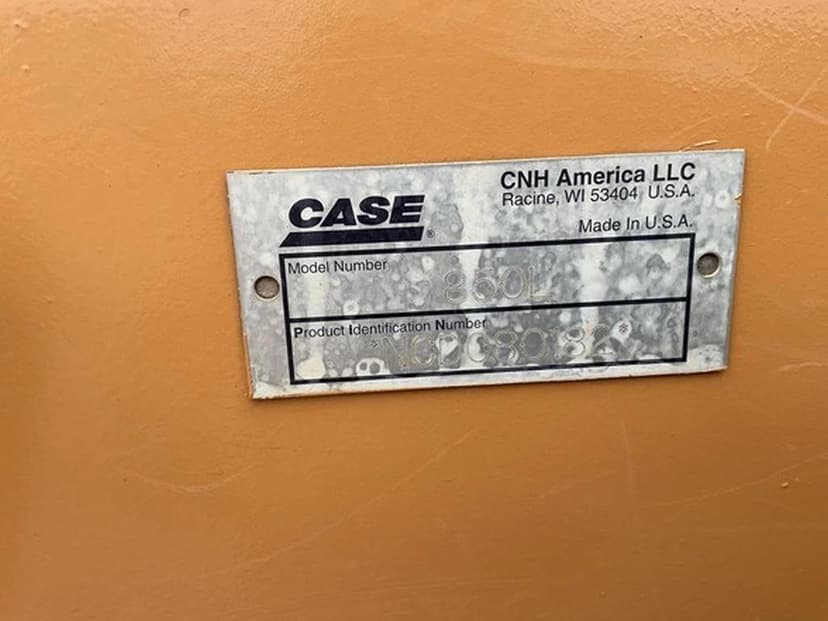 CASE®
CNH America LLC
Racine, WI 53404 U.S.A.
Made In U.S.A.
Model Number
850L
Product Identification Number